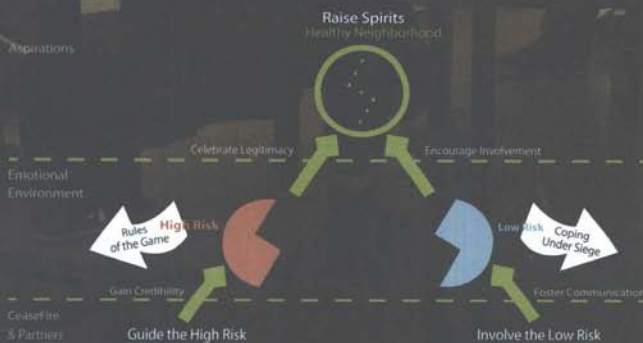 Raise Spirits
Healthy Neighborhood
Aspirations
Celebrate Legitimacy
Encourage Involvement
Emotional
Environment
Rules
of the Game
High Risk
Low Risk
Coping
Under Siege
Gain Credibility
Foster Communication
CeaseFire
& Partners
Guide the High Risk
Involve the Low Risk